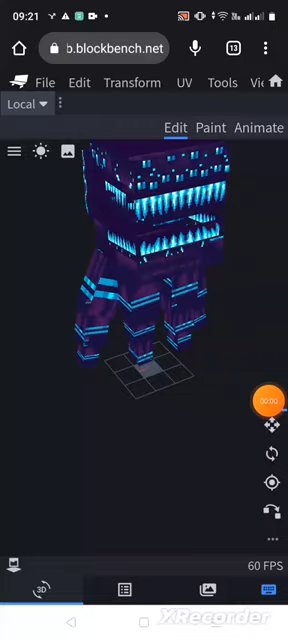 09:21
b.blockbench.net
13
File Edit Transform UV Tools Vi
Local
Edit Paint Animate
00:00
60 FPS
3D
XRecorder